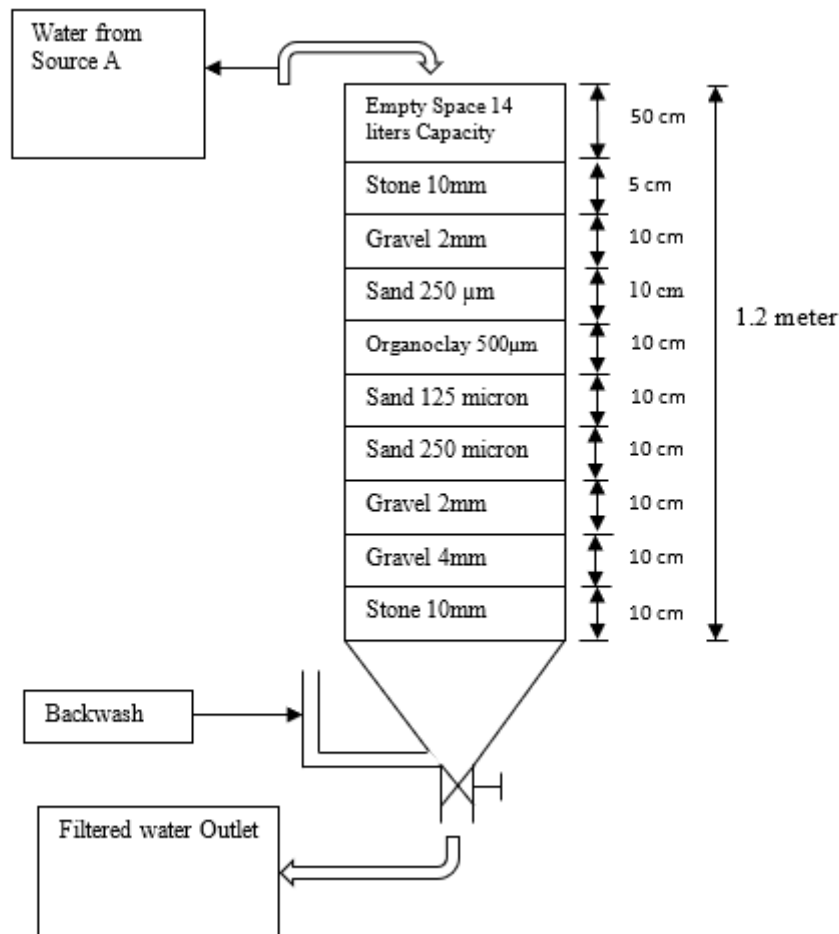 Water from
Source A
Empty Space 14
liters Capacity
50 cm
Stone 10mm
5 cm
Gravel 2mm
10 cm
Sand 250 µm
10 cm
1.2 meter
Organoclay 500µm
10 cm
Sand 125 micron
10 cm
Sand 250 micron
10 cm
Gravel 2mm
10 cm
Gravel 4mm
10 cm
Stone 10mm
10 cm
Backwash
Filtered water Outlet